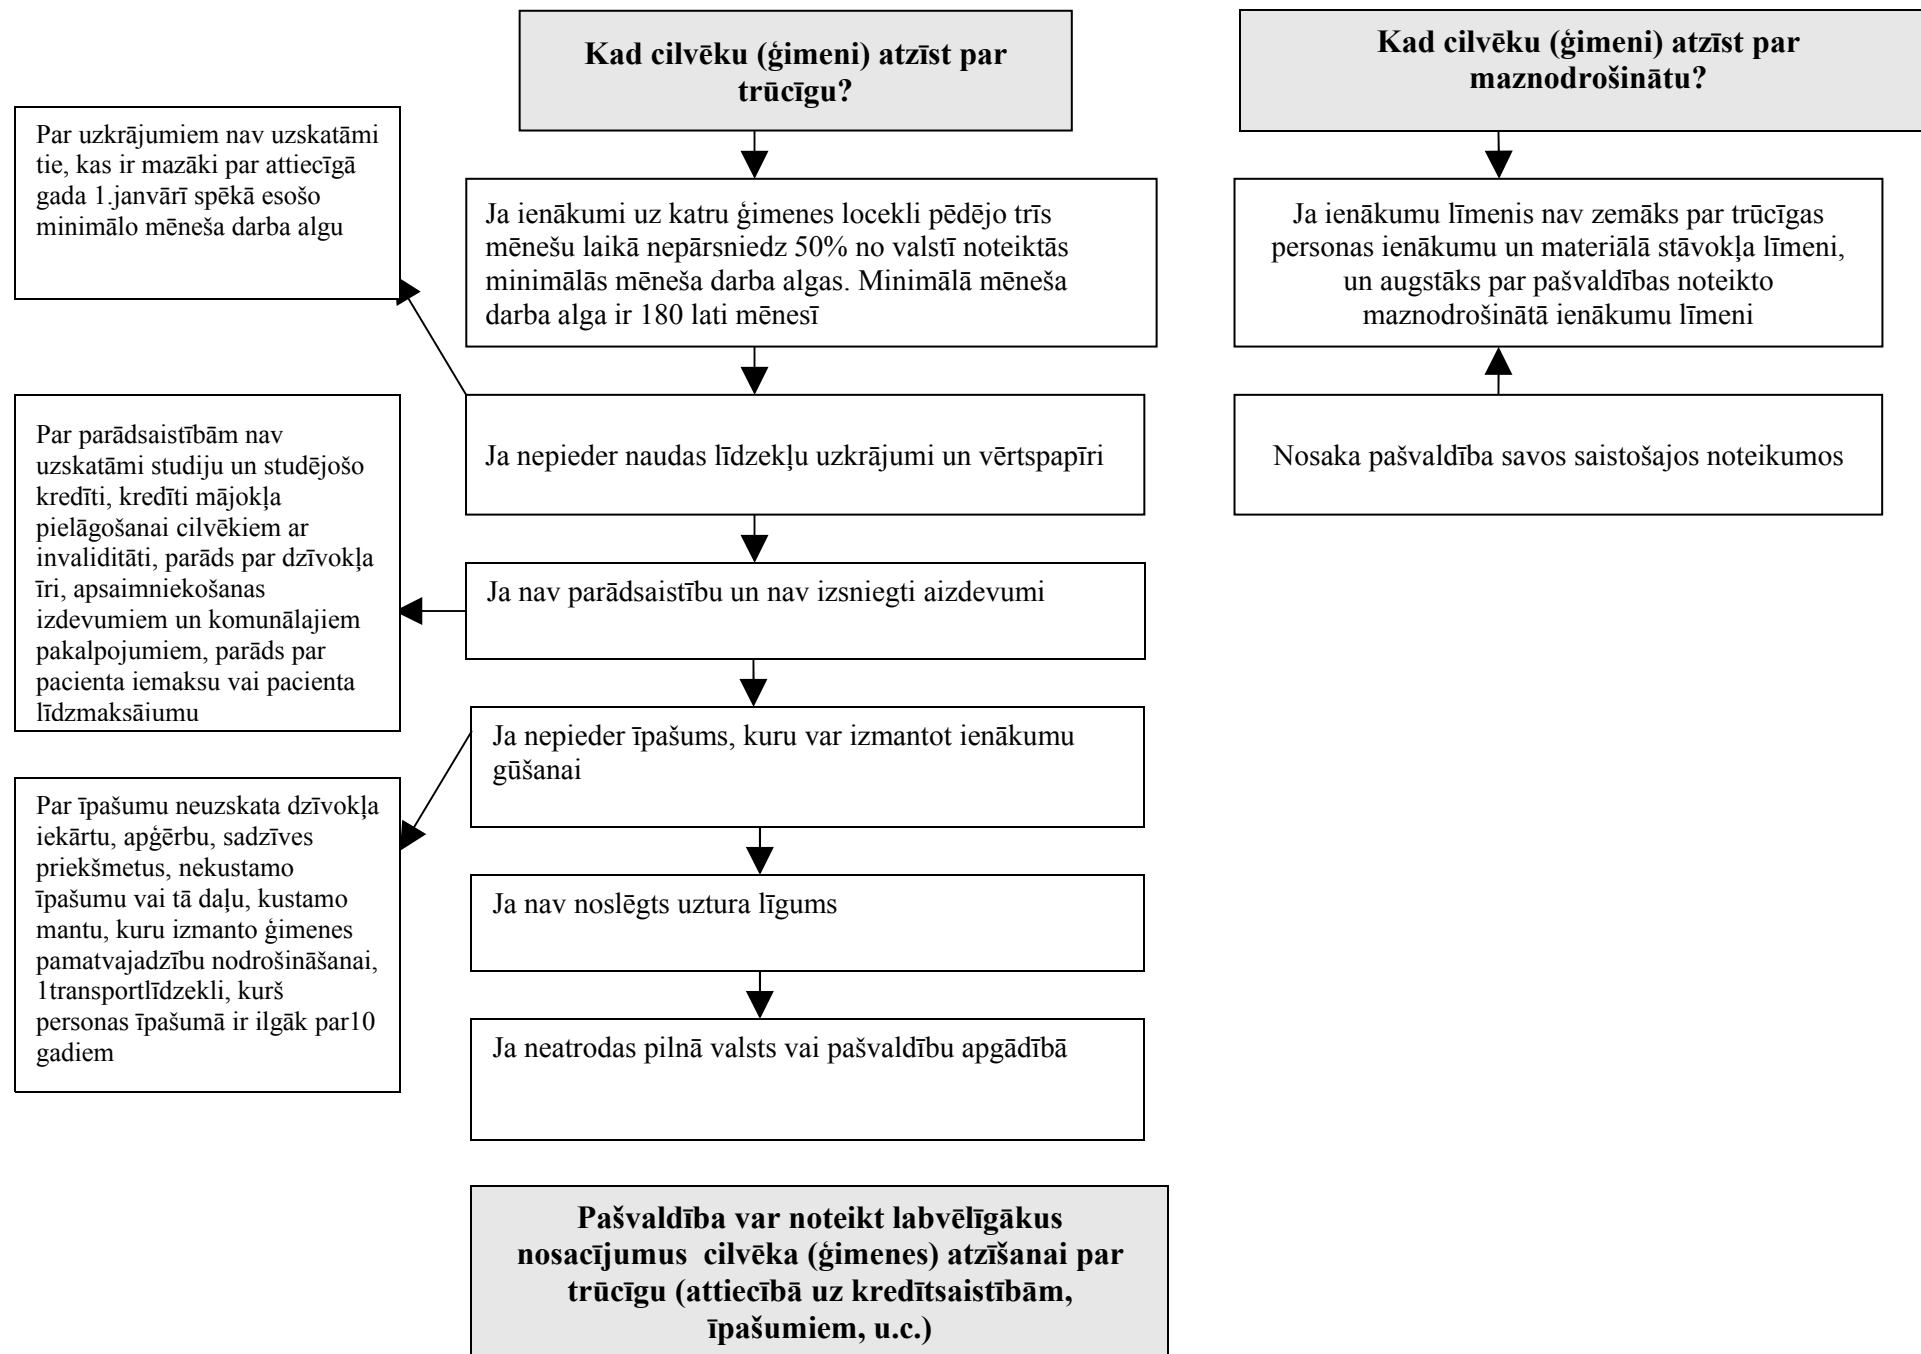 Kad cilvēku (ģimeni) atzīst par
trūcīgu?
Kad cilvēku (ģimeni) atzīst par
maznodrošinātu?
Par uzkrājumiem nav uzskatāmi
tie, kas ir mazāki par attiecīgā
gada 1.janvārī spēkā esošo
minimālo mēneša darba algu
Ja ienākumi uz katru ģimenes locekli pēdējo trīs
mēnešu laikā nepārsniedz 50% no valstī noteiktās
minimālās mēneša darba algas. Minimālā mēneša
darba alga ir 180 lati mēnesī
Ja ienākumu līmenis nav zemāks par trūcīgas
personas ienākumu un materiālā stāvokļa līmeni,
un augstāks par pašvaldības noteikto
maznodrošinātā ienākumu līmeni
Par parādsaistībām nav
uzskatāmi studiju un studējošo
kredīti, kredīti mājokļa
pielāgošanai cilvēkiem ar
invaliditāti, parāds par dzīvokļa
īri, apsaimniekošanas
izdevumiem un komunālajiem
pakalpojumiem, parāds par
pacienta iemaksu vai pacienta
līdzmaksājumu
Ja nepieder naudas līdzekļu uzkrājumi un vērtspapīri
Nosaka pašvaldība savos saistošajos noteikumos
Ja nav parādsaistību un nav izsniegti aizdevumi
Ja nepieder īpašums, kuru var izmantot ienākumu
gūšanai
Par īpašumu neuzskata dzīvokļa
iekārtu, apģērbu, sadzīves
priekšmetus, nekustamo
īpašumu vai tā daļu, kustamo
mantu, kuru izmanto ģimenes
pamatvajadzību nodrošināšanai,
1transportlīdzekli, kurš
personas īpašumā ir ilgāk par10
gadiem
Ja nav noslēgts uztura līgums
Ja neatrodas pilnā valsts vai pašvaldību apgādībā
Pašvaldība var noteikt labvēlīgākus
nosacījumus  cilvēka (ģimenes) atzīšanai par
trūcīgu (attiecībā uz kredītsaistībām,
īpašumiem, u.c.)